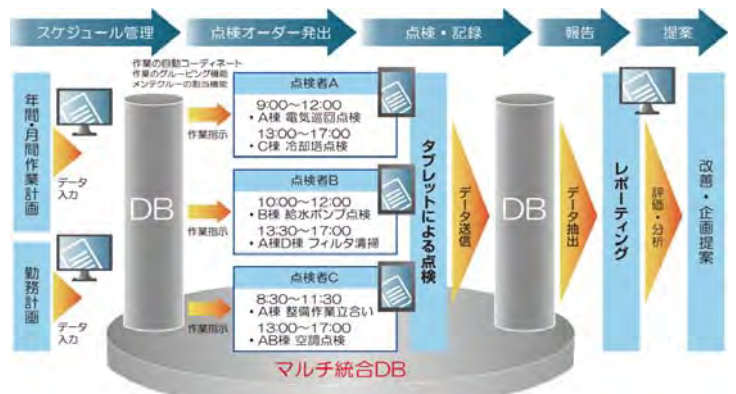 スケジュール管理
点検オーダー発出
点検・記録
報告
提案
年間・月間作業計画
データ
入力
勤務計画
データ
入力
DB
作業の自動コーディネート
作業のグルーピング機能
メンテクルーの割当機能
作業指示
点検者A
9:00～12:00
・A棟 電気巡回点検
13:00～17:00
・C棟 冷却塔点検
作業指示
点検者B
10:00～12:00
・B棟 給水ポンプ点検
13:30～17:00
・A棟D棟 フィルタ清掃
作業指示
点検者C
8:30～11:30
・A棟 整備作業立合い
13:00～17:00
・AB棟 空調点検
タブレットによる点検
データ送信
DB
データ抽出
レポーティング
評価・分析
改善・企画提案
マルチ統合DB